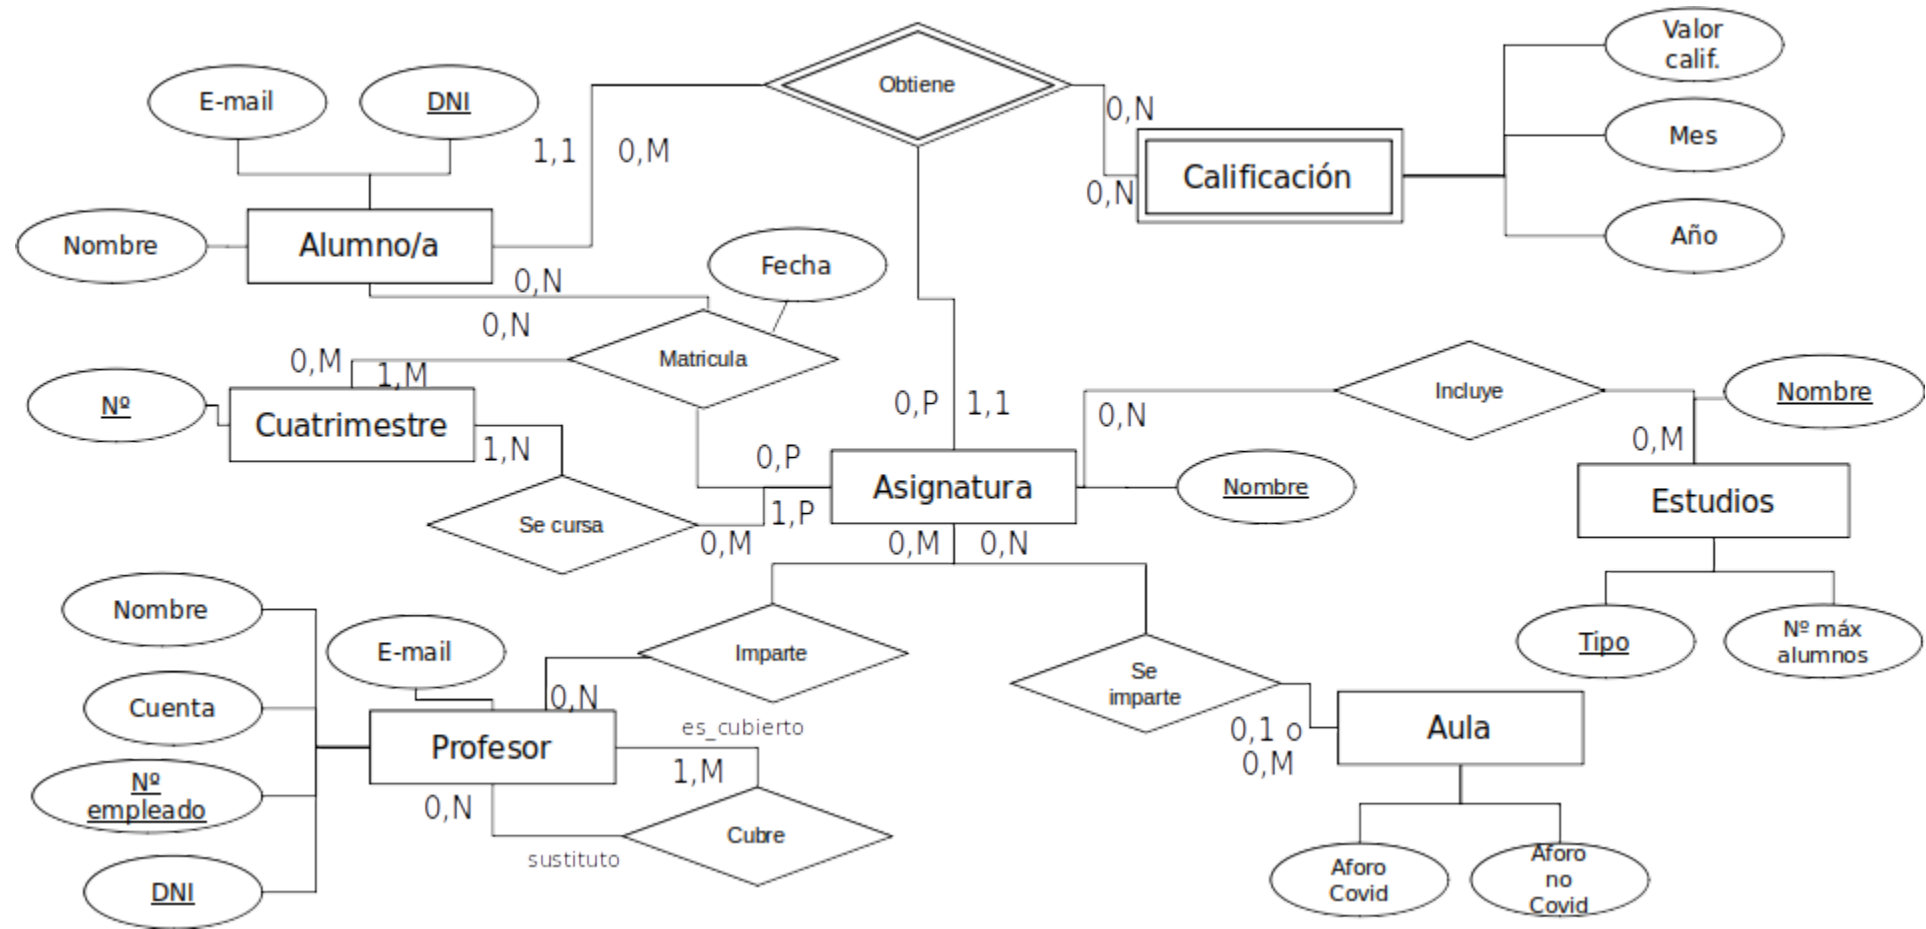 Valor
calif.
Obtiene
E-mail
DNI
0,N
Mes
1,1
0,M
Calificación
0,N
Nombre
Alumno/a
Año
Fecha
0,N
0,N
Matricula
0,M
1,M
Incluye
Nombre
Nº
Cuatrimestre
0,P
1,1
0,N
0,M
1,N
0,P
Asignatura
Nombre
Estudios
1,P
Se cursa
0,M
0,M
0,N
Nombre
E-mail
Imparte
Tipo
Nº máx
alumnos
Se
imparte
0,N
Cuenta
es_cubierto
Profesor
0,1 o
0,M
Aula
1,M
Nº
empleado
0,N
Cubre
sustituto
DNI
Aforo
Covid
Aforo
no
Covid